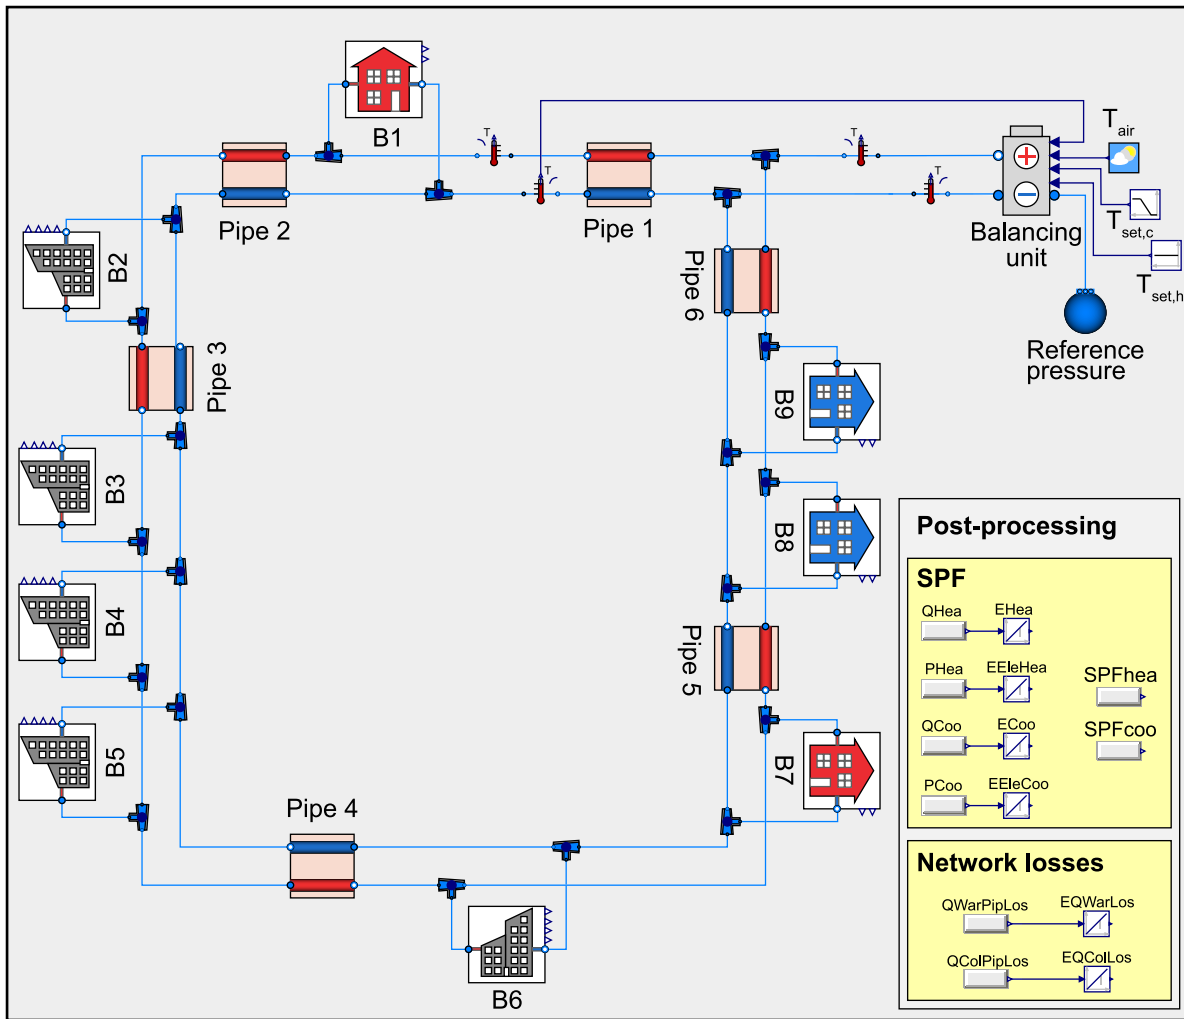 B1
T
T
T
T
T air
Pipe 2
Pipe 1
Balancing
unit
T set,c
T set,h
B2
Pipe 6
Pipe 3
Reference
pressure
B9
B3
B8
Post-processing
SPF
QHea
EHea
B4
PHea
EEleHea
SPFhea
Pipe 5
QCoo
ECoo
SPFcoo
B5
B7
PCoo
EEleCoo
Pipe 4
Network losses
QWarPipLos
EQWarLos
QColPipLos
EQColLos
B6